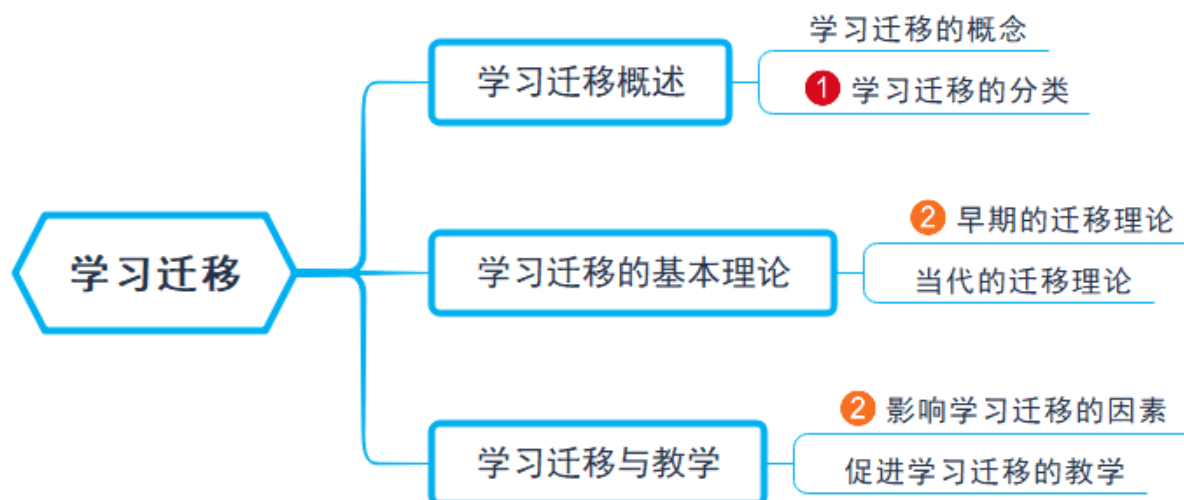 学习迁移
学习迁移概述
学习迁移的概念
1 学习迁移的分类
学习迁移的基本理论
2 早期的迁移理论
当代的迁移理论
学习迁移与教学
2 影响学习迁移的因素
促进学习迁移的教学